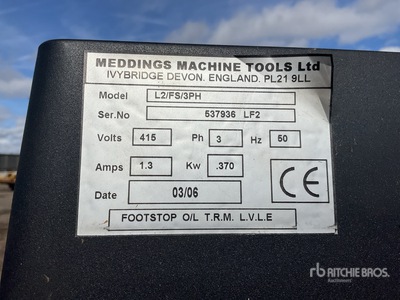 MEDDINGS MACHINE TOOLS Ltd
IVYBRIDGE DEVON. ENGLAND. PL21 9LL
Model L2/FS/3PH
Ser.No 537936 LF2
Volts 415 Ph 3 Hz 50
Amps 1.3 Kw .370
Date 03/06 CE
FOOTSTOP O/L T.R.M. L.V.L.E
rb RITCHIE BROS.
Auctioneers